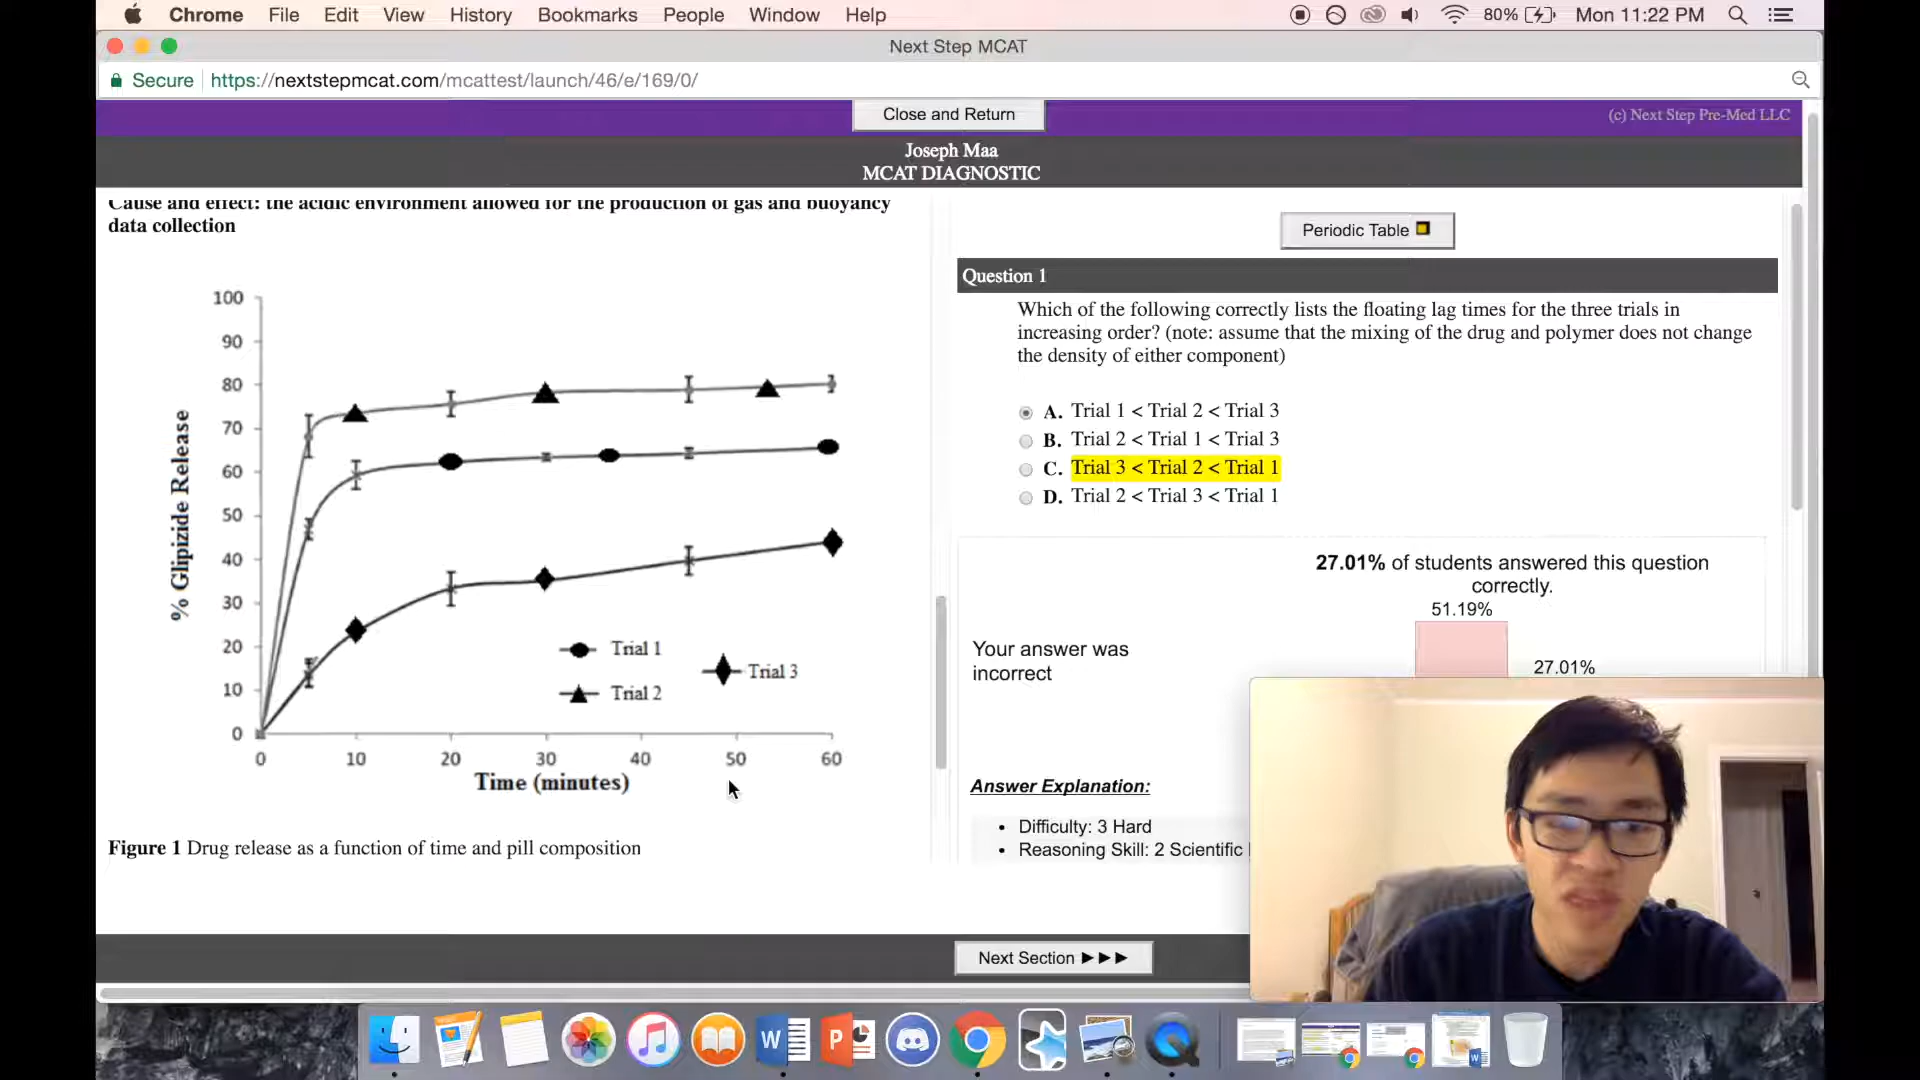 Chrome File Edit View History Bookmarks People Window Help 80% Mon 11:22 PM
Next Step MCAT
Secure https://nextstepmcat.com/mcattest/launch/46/e/169/0/
Close and Return
(c) Next Step Pre-Med LLC
Joseph Maa
MCAT DIAGNOSTIC
Cause and effect: the acidic environment allowed for the production of gas and buoyancy
data collection
100
90
80
70
60
50
40
30
20
10
0
% Glipizide Release
Trial 1
Trial 2
Trial 3
0 10 20 30 40 50 60
Time (minutes)
Figure 1 Drug release as a function of time and pill composition
Periodic Table
Question 1
Which of the following correctly lists the floating lag times for the three trials in
increasing order? (note: assume that the mixing of the drug and polymer does not change
the density of either component)
A. Trial 1 < Trial 2 < Trial 3
B. Trial 2 < Trial 1 < Trial 3
C. Trial 3 < Trial 2 < Trial 1
D. Trial 2 < Trial 3 < Trial 1
27.01% of students answered this question
correctly.
51.19%
27.01%
Your answer was
incorrect
Answer Explanation:
• Difficulty: 3 Hard
• Reasoning Skill: 2 Scientific
Next Section ►►►